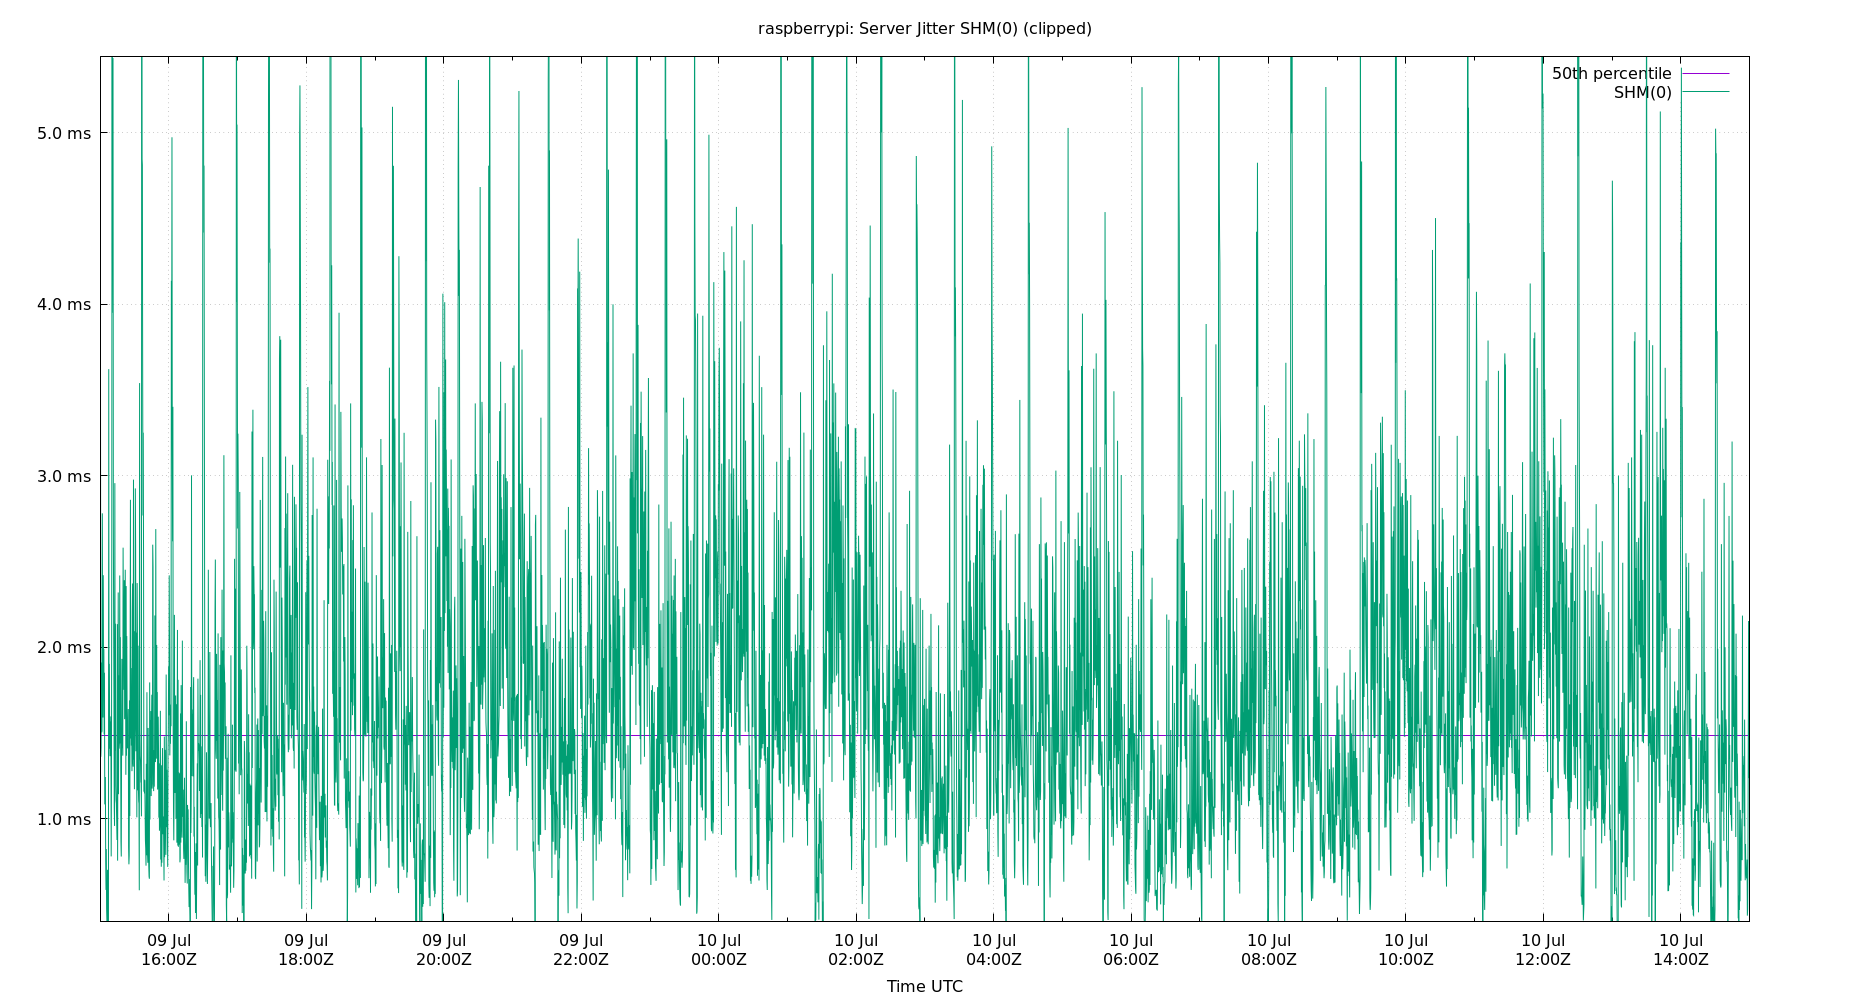 raspberrypi: Server Jitter SHM(0) (clipped)
50th percentile
SHM(0)
5.0 ms
4.0 ms
3.0 ms
2.0 ms
1.0 ms
09 Jul 09 Jul 09 Jul 09 Jul 10 Jul 10 Jul 10 Jul 10 Jul 10 Jul 10 Jul 10 Jul 10 Jul
16:00Z 18:00Z 20:00Z 22:00Z 00:00Z 02:00Z 04:00Z 06:00Z 08:00Z 10:00Z 12:00Z 14:00Z
Time UTC